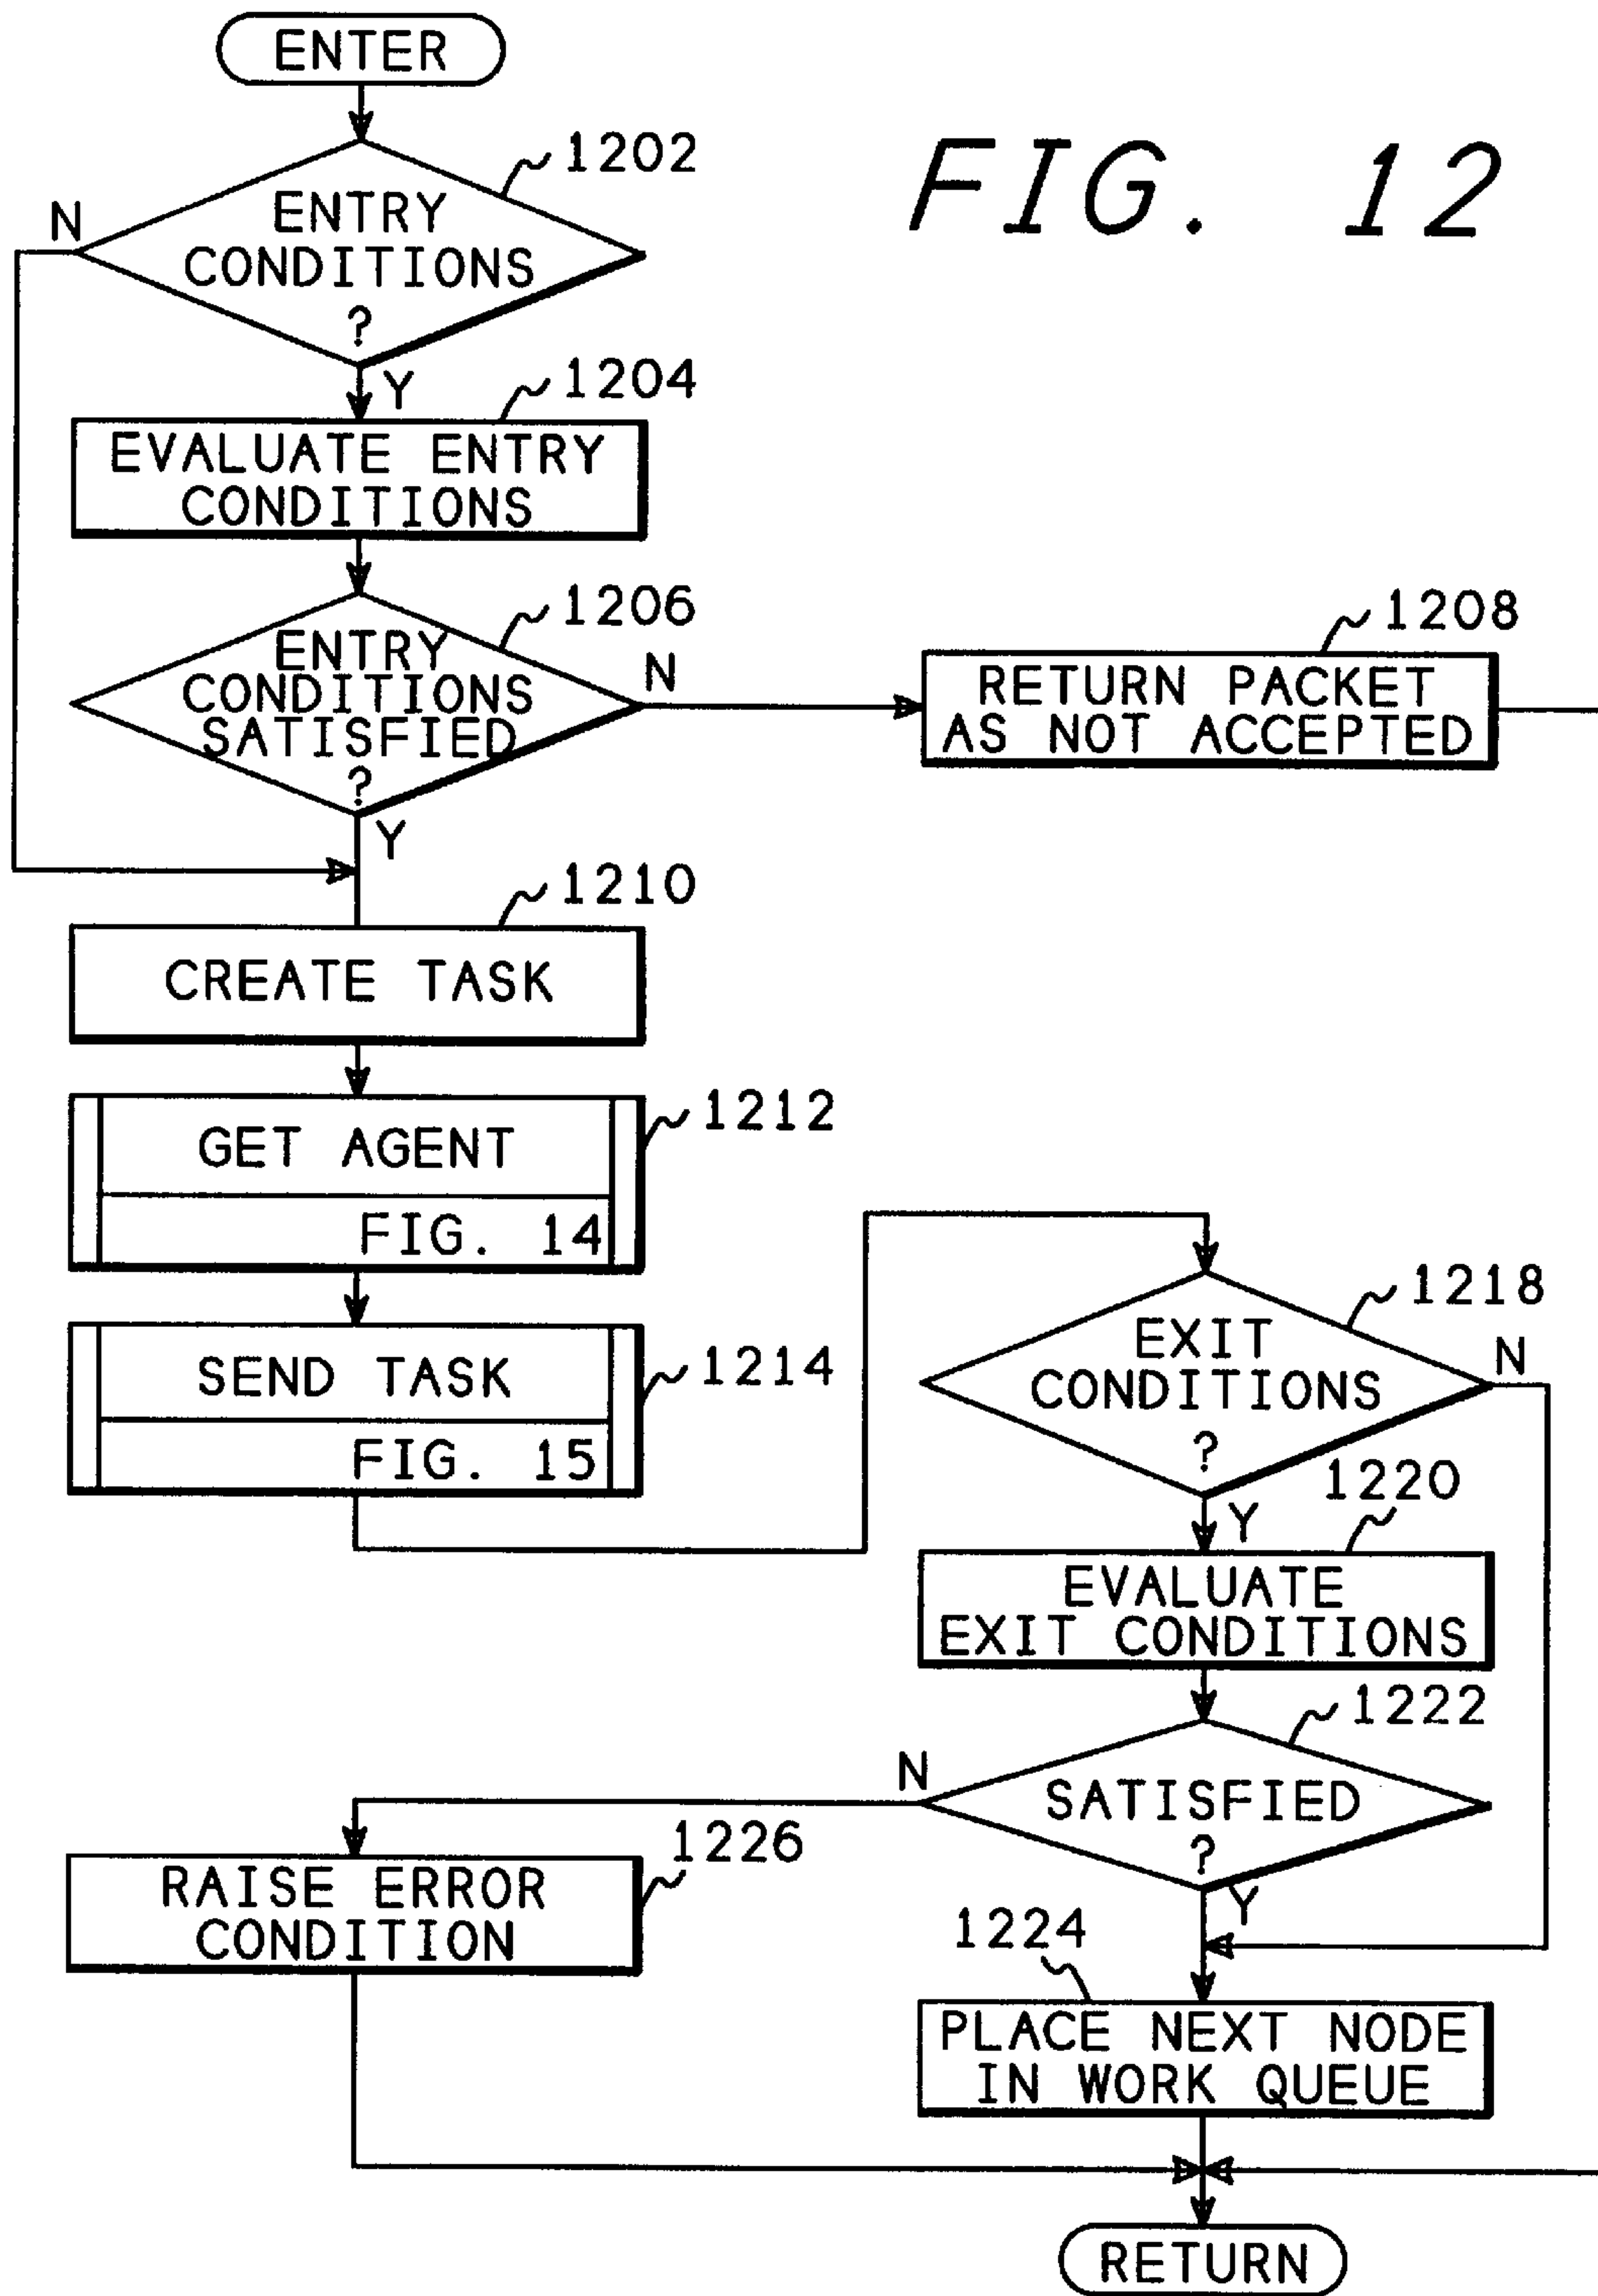 ENTER
FIG. 12
1202
N
ENTRY
CONDITIONS
?
Y
1204
EVALUATE ENTRY
CONDITIONS
1206
ENTRY
CONDITIONS
SATISFIED
?
N
Y
1208
RETURN PACKET
AS NOT ACCEPTED
1210
CREATE TASK
1212
GET AGENT
FIG. 14
1214
SEND TASK
FIG. 15
1218
EXIT
CONDITIONS
?
N
Y
1220
EVALUATE
EXIT CONDITIONS
1222
SATISFIED
?
N
Y
1226
RAISE ERROR
CONDITION
1224
PLACE NEXT NODE
IN WORK QUEUE
RETURN